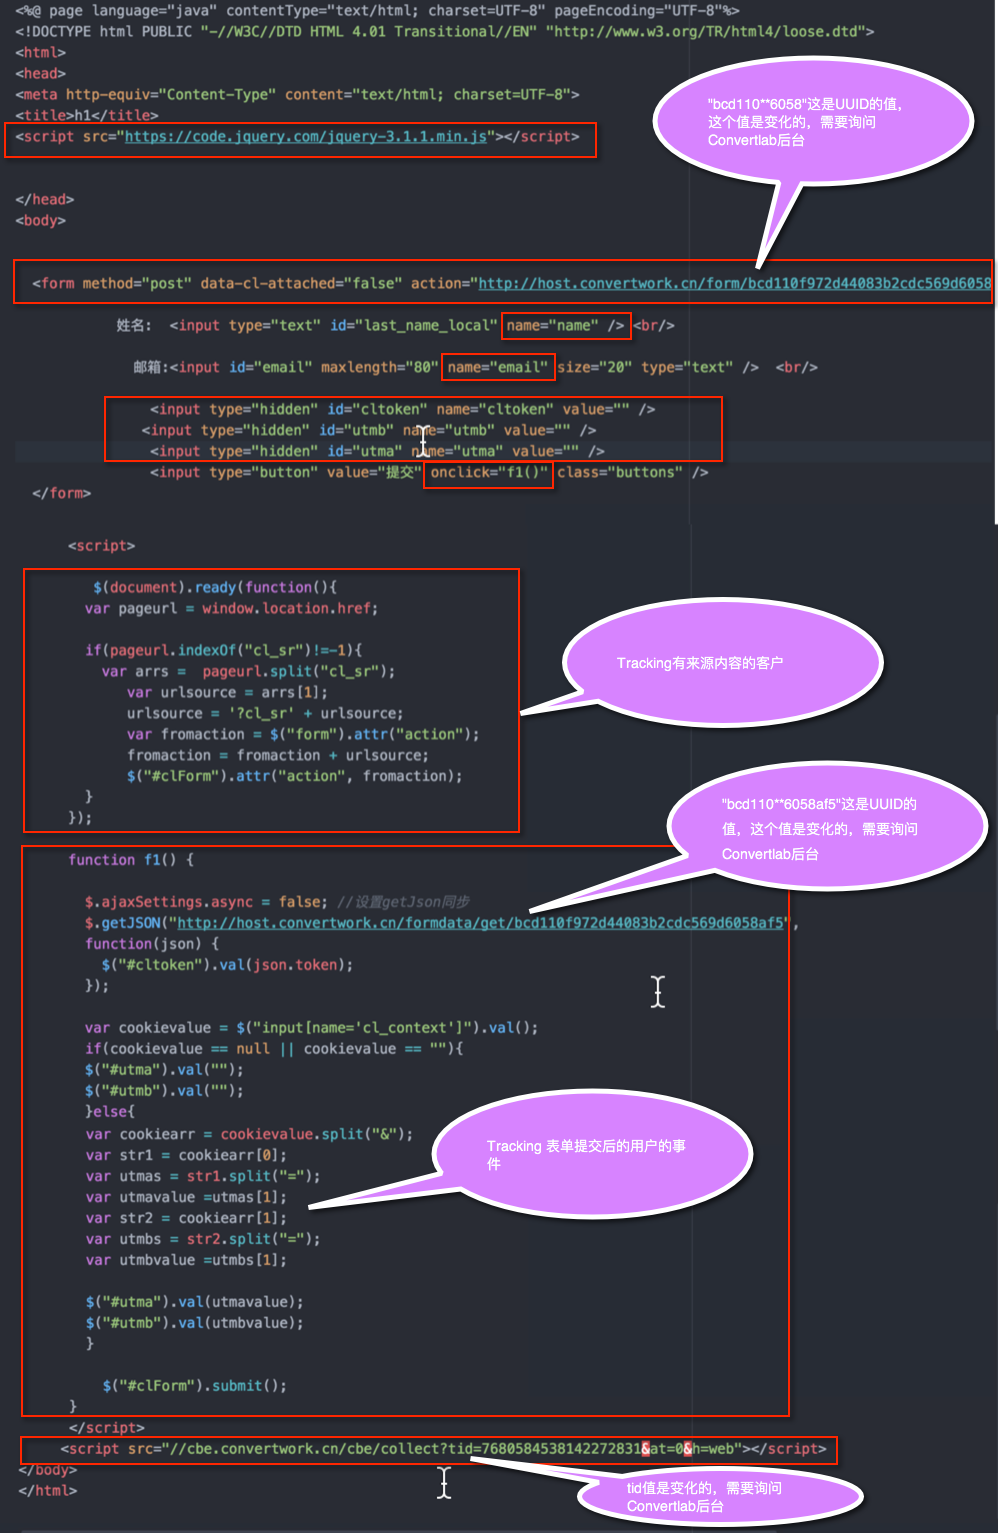 <%@ page language="java" contentType="text/html; charset=UTF-8" pageEncoding="UTF-8"%>
<!DOCTYPE html PUBLIC "-//W3C//DTD HTML 4.01 Transitional//EN" "http://www.w3.org/TR/html4/loose.dtd">
<html>
<head>
<meta http-equiv="Content-Type" content="text/html; charset=UTF-8">
<title>h1</title>
<script src="https://code.jquery.com/jquery-3.1.1.min.js"></script>
"bcd110**6058"这是UUID的值，
这个值是变化的，需要询问
Convertlab后台
</head>
<body>
<form method="post" data-cl-attached="false" action="http://host.convertwork.cn/form/bcd110f972d44083b2cdc569d6058
姓名: <input type="text" id="last_name_local" name="name" /> <br/>
邮箱:<input id="email" maxlength="80" name="email" size="20" type="text" /> <br/>
<input type="hidden" id="cltoken" name="cltoken" value="" />
<input type="hidden" id="utmb" name="utmb" value="" />
<input type="hidden" id="utma" name="utma" value="" />
<input type="button" value="提交" onclick="f1()" class="buttons" />
</form>
<script>
$(document).ready(function(){
var pageurl = window.location.href;
if(pageurl.indexOf("cl_sr")!=-1){
var arrs = pageurl.split("cl_sr");
var urlsource = arrs[1];
urlsource = '?cl_sr' + urlsource;
var fromaction = $("form").attr("action");
fromaction = fromaction + urlsource;
$("#clForm").attr("action", fromaction);
}
});
Tracking有来源内容的客户
"bcd110**6058af5"这是UUID的
值，这个值是变化的，需要询问
Convertlab后台
function f1() {
$.ajaxSettings.async = false; //设置getJson同步
$.getJSON("http://host.convertwork.cn/formdata/get/bcd110f972d44083b2cdc569d6058af5",
function(json) {
$("#cltoken").val(json.token);
});
var cookievalue = $("input[name='cl_context']").val();
if(cookievalue == null || cookievalue == ""){
$("#utma").val("");
$("#utmb").val("");
}else{
var cookiearr = cookievalue.split("&");
var str1 = cookiearr[0];
var utmas = str1.split("=");
var utmavalue =utmas[1];
var str2 = cookiearr[1];
var utmbs = str2.split("=");
var utmbvalue =utmbs[1];
Tracking 表单提交后的用户的事
件
$("#utma").val(utmavalue);
$("#utmb").val(utmbvalue);
}
$("#clForm").submit();
}
</script>
<script src="//cbe.convertwork.cn/cbe/collect?tid=7680584538142272831&at=0&h=web"></script>
</body>
</html>
tid值是变化的，需要询问
Convertlab后台